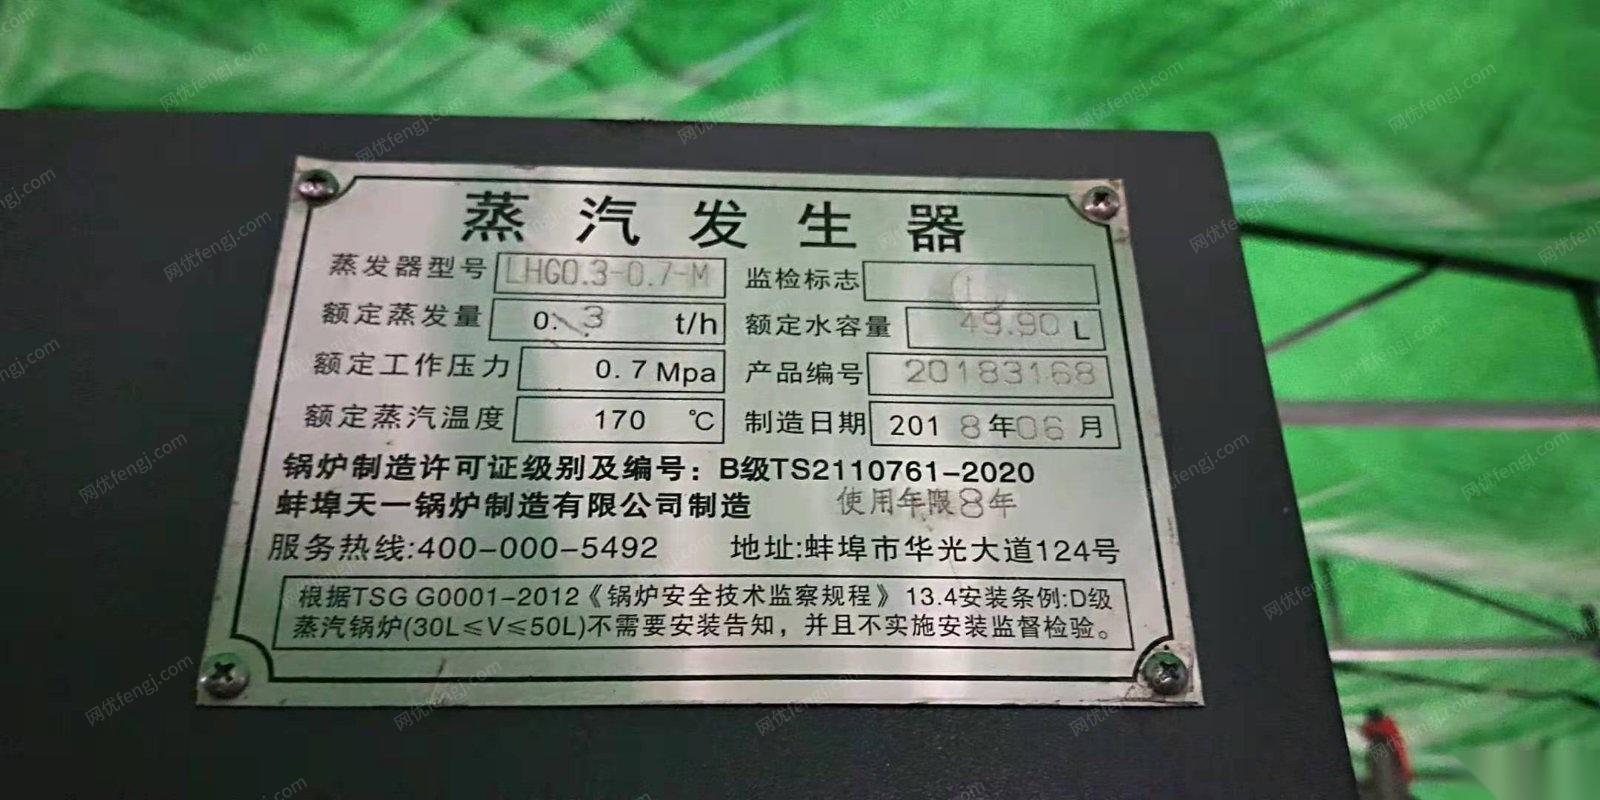 蒸汽发生器
蒸发器型号 LHG0.3-0.7-M 监检标志
额定蒸发量 0.3 t/h 额定水容量 49.90 L
额定工作压力 0.7 Mpa 产品编号 20183168
额定蒸汽温度 170 ℃ 制造日期 2018年06月
锅炉制造许可证级别及编号：B级TS2110761-2020
蚌埠天一锅炉制造有限公司制造 使用年限8年
服务热线:400-000-5492 地址:蚌埠市华光大道124号
根据TSG G0001-2012《锅炉安全技术监察规程》13.4安装条例:D级
蒸汽锅炉(30L≤V≤50L)不需要安装告知，并且不实施安装监督检验。
网优fengj.com